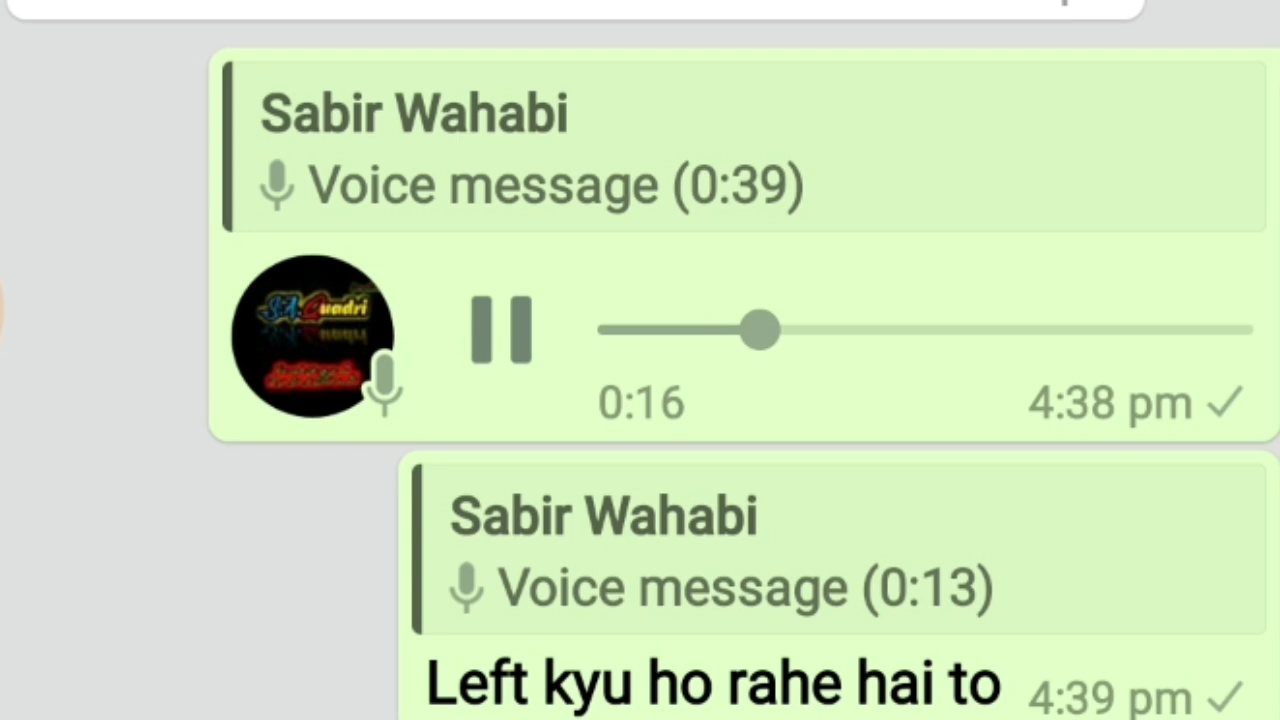 Sabir Wahabi
Voice message (0:39)
S.A. Quadri
0:16
4:38 pm
Sabir Wahabi
Voice message (0:13)
Left kyu ho rahe hai to
4:39 pm